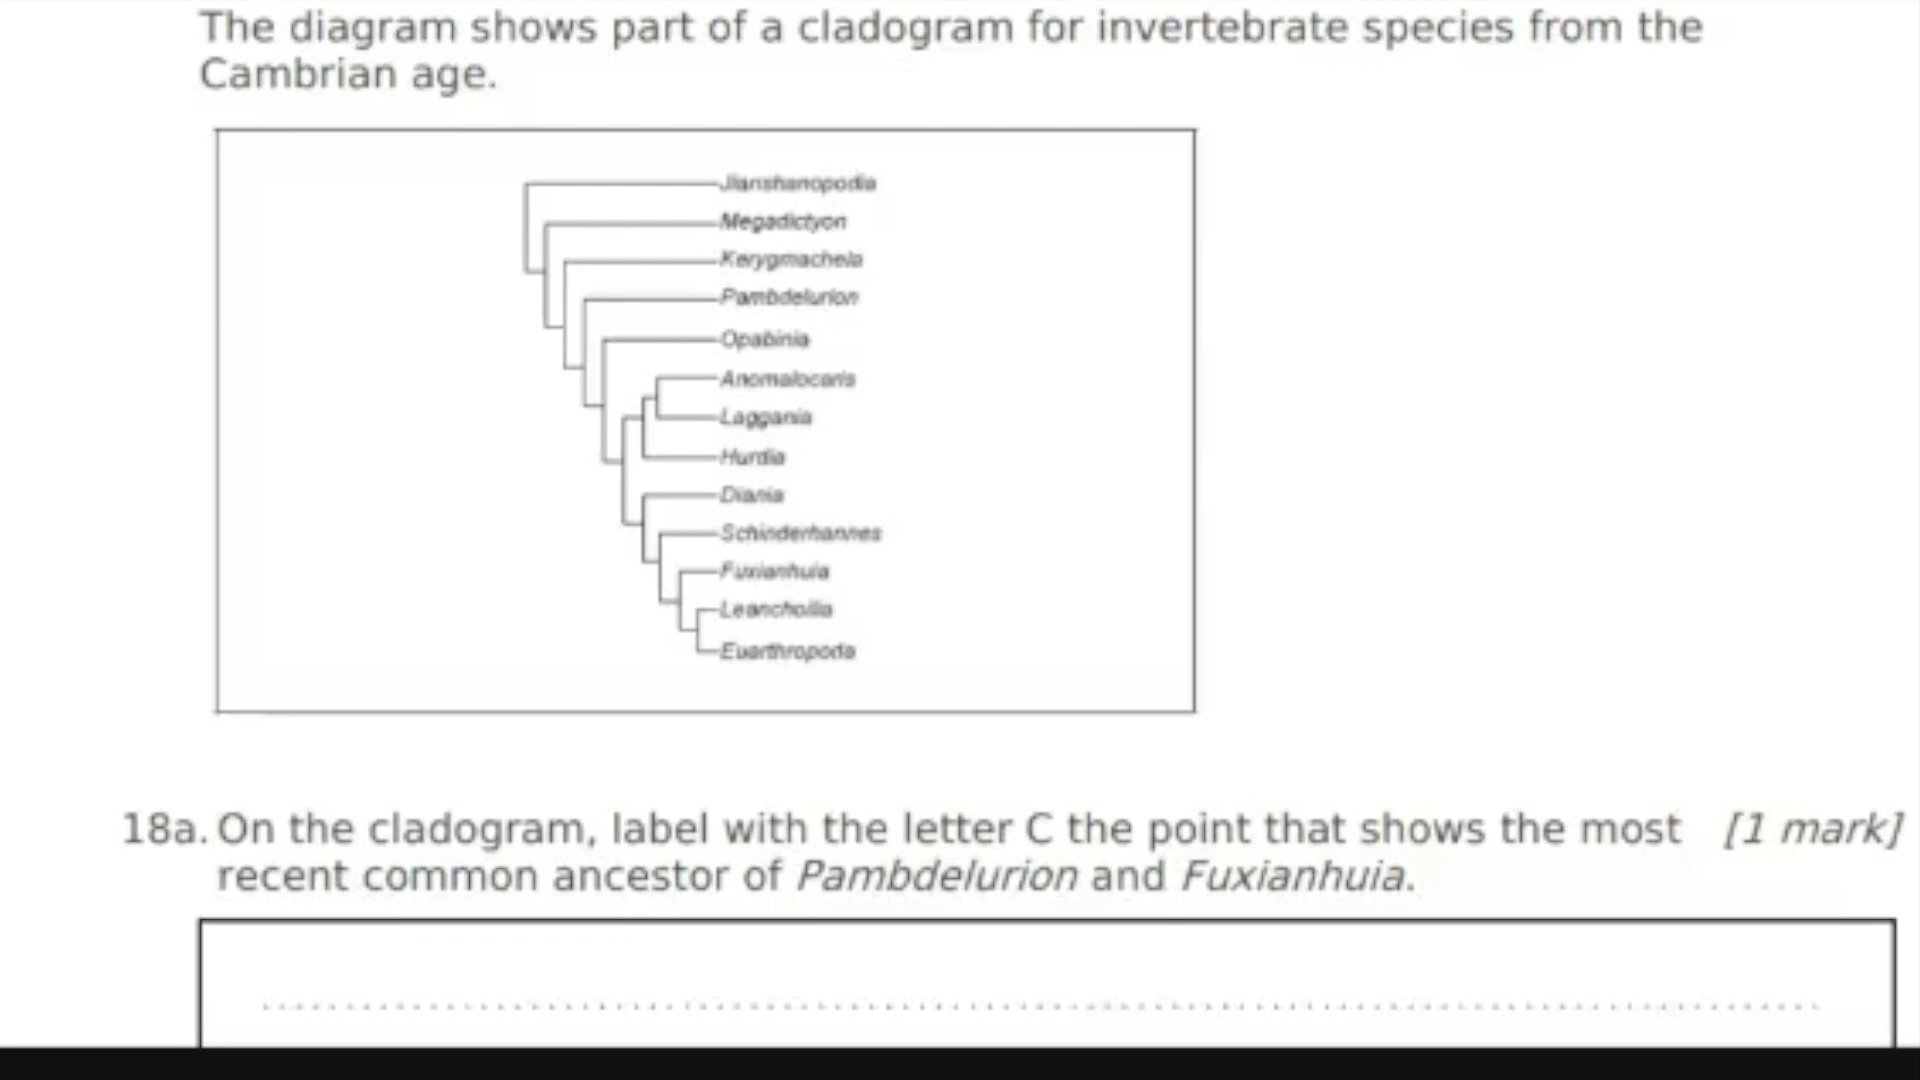 The diagram shows part of a cladogram for invertebrate species from the
Cambrian age.
Jianshanopodia
Megadictyon
Kerygmachela
Pambdelurion
Opabinia
Anomalocaris
Laggania
Hurdia
Diania
Schinderhannes
Fuxianhuia
Leanchoilia
Euarthropoda
18a. On the cladogram, label with the letter C the point that shows the most [1 mark]
recent common ancestor of Pambdelurion and Fuxianhuia.